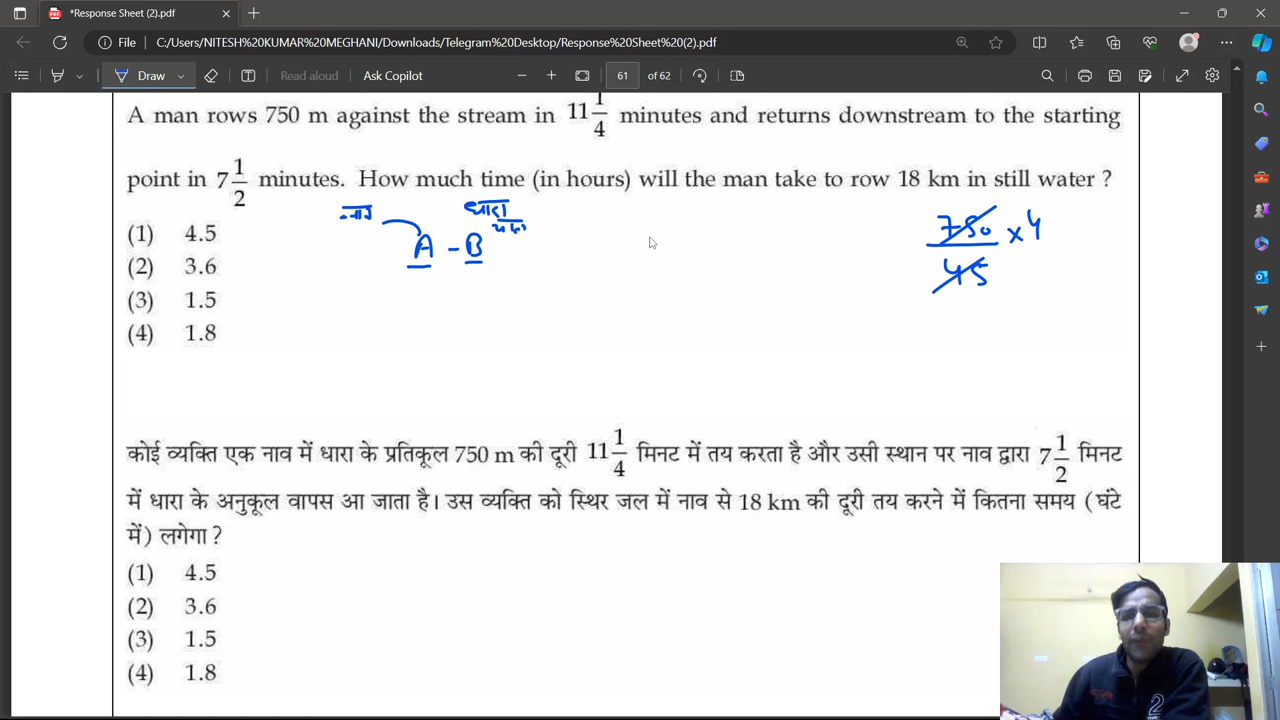 *Response Sheet (2).pdf
File C:/Users/NITESH%20KUMAR%20MEGHANI/Downloads/Telegram%20Desktop/Response%20Sheet%20(2).pdf
Draw Read aloud Ask Copilot 61 of 62
A man rows 750 m against the stream in 11 1/4 minutes and returns downstream to the starting
point in 7 1/2 minutes. How much time (in hours) will the man take to row 18 km in still water ?
(1) 4.5
(2) 3.6
(3) 1.5
(4) 1.8
नाव धारा
A - B
750/45 × 4
कोई व्यक्ति एक नाव में धारा के प्रतिकूल 750 m की दूरी 11 1/4 मिनट में तय करता है और उसी स्थान पर नाव द्वारा 7 1/2 मिनट
में धारा के अनुकूल वापस आ जाता है। उस व्यक्ति को स्थिर जल में नाव से 18 km की दूरी तय करने में कितना समय (घंटे
में) लगेगा ?
(1) 4.5
(2) 3.6
(3) 1.5
(4) 1.8